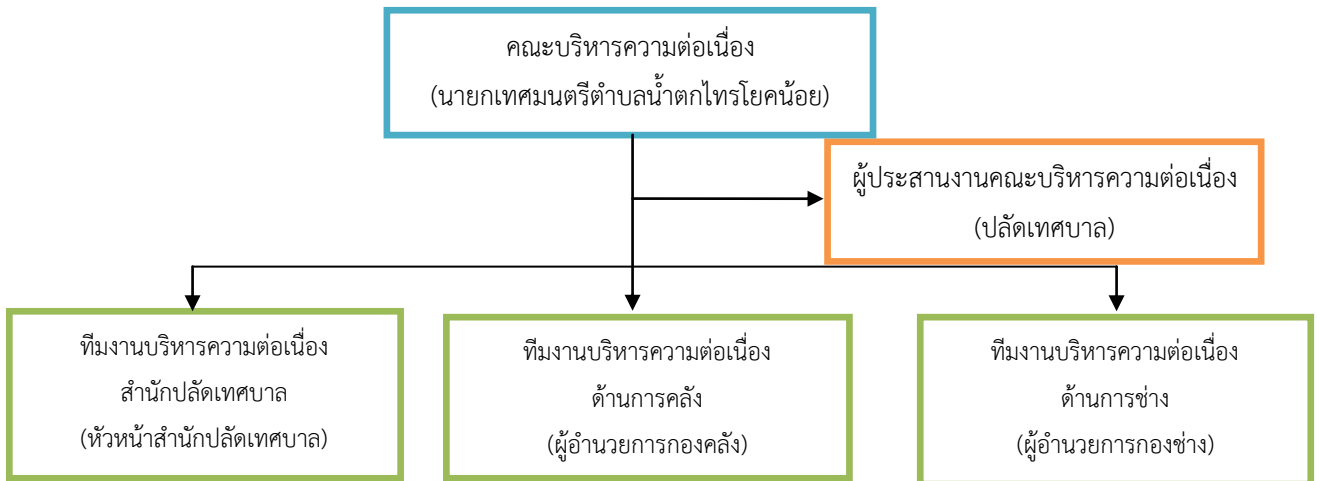 คณะบริหารความต่อเนื่อง
(นายกเทศมนตรีตำบลน้ำตกไทรโยคน้อย)
ผู้ประสานงานคณะบริหารความต่อเนื่อง
(ปลัดเทศบาล)
ทีมงานบริหารความต่อเนื่อง
สำนักปลัดเทศบาล
(หัวหน้าสำนักปลัดเทศบาล)
ทีมงานบริหารความต่อเนื่อง
ด้านการคลัง
(ผู้อำนวยการกองคลัง)
ทีมงานบริหารความต่อเนื่อง
ด้านการช่าง
(ผู้อำนวยการกองช่าง)